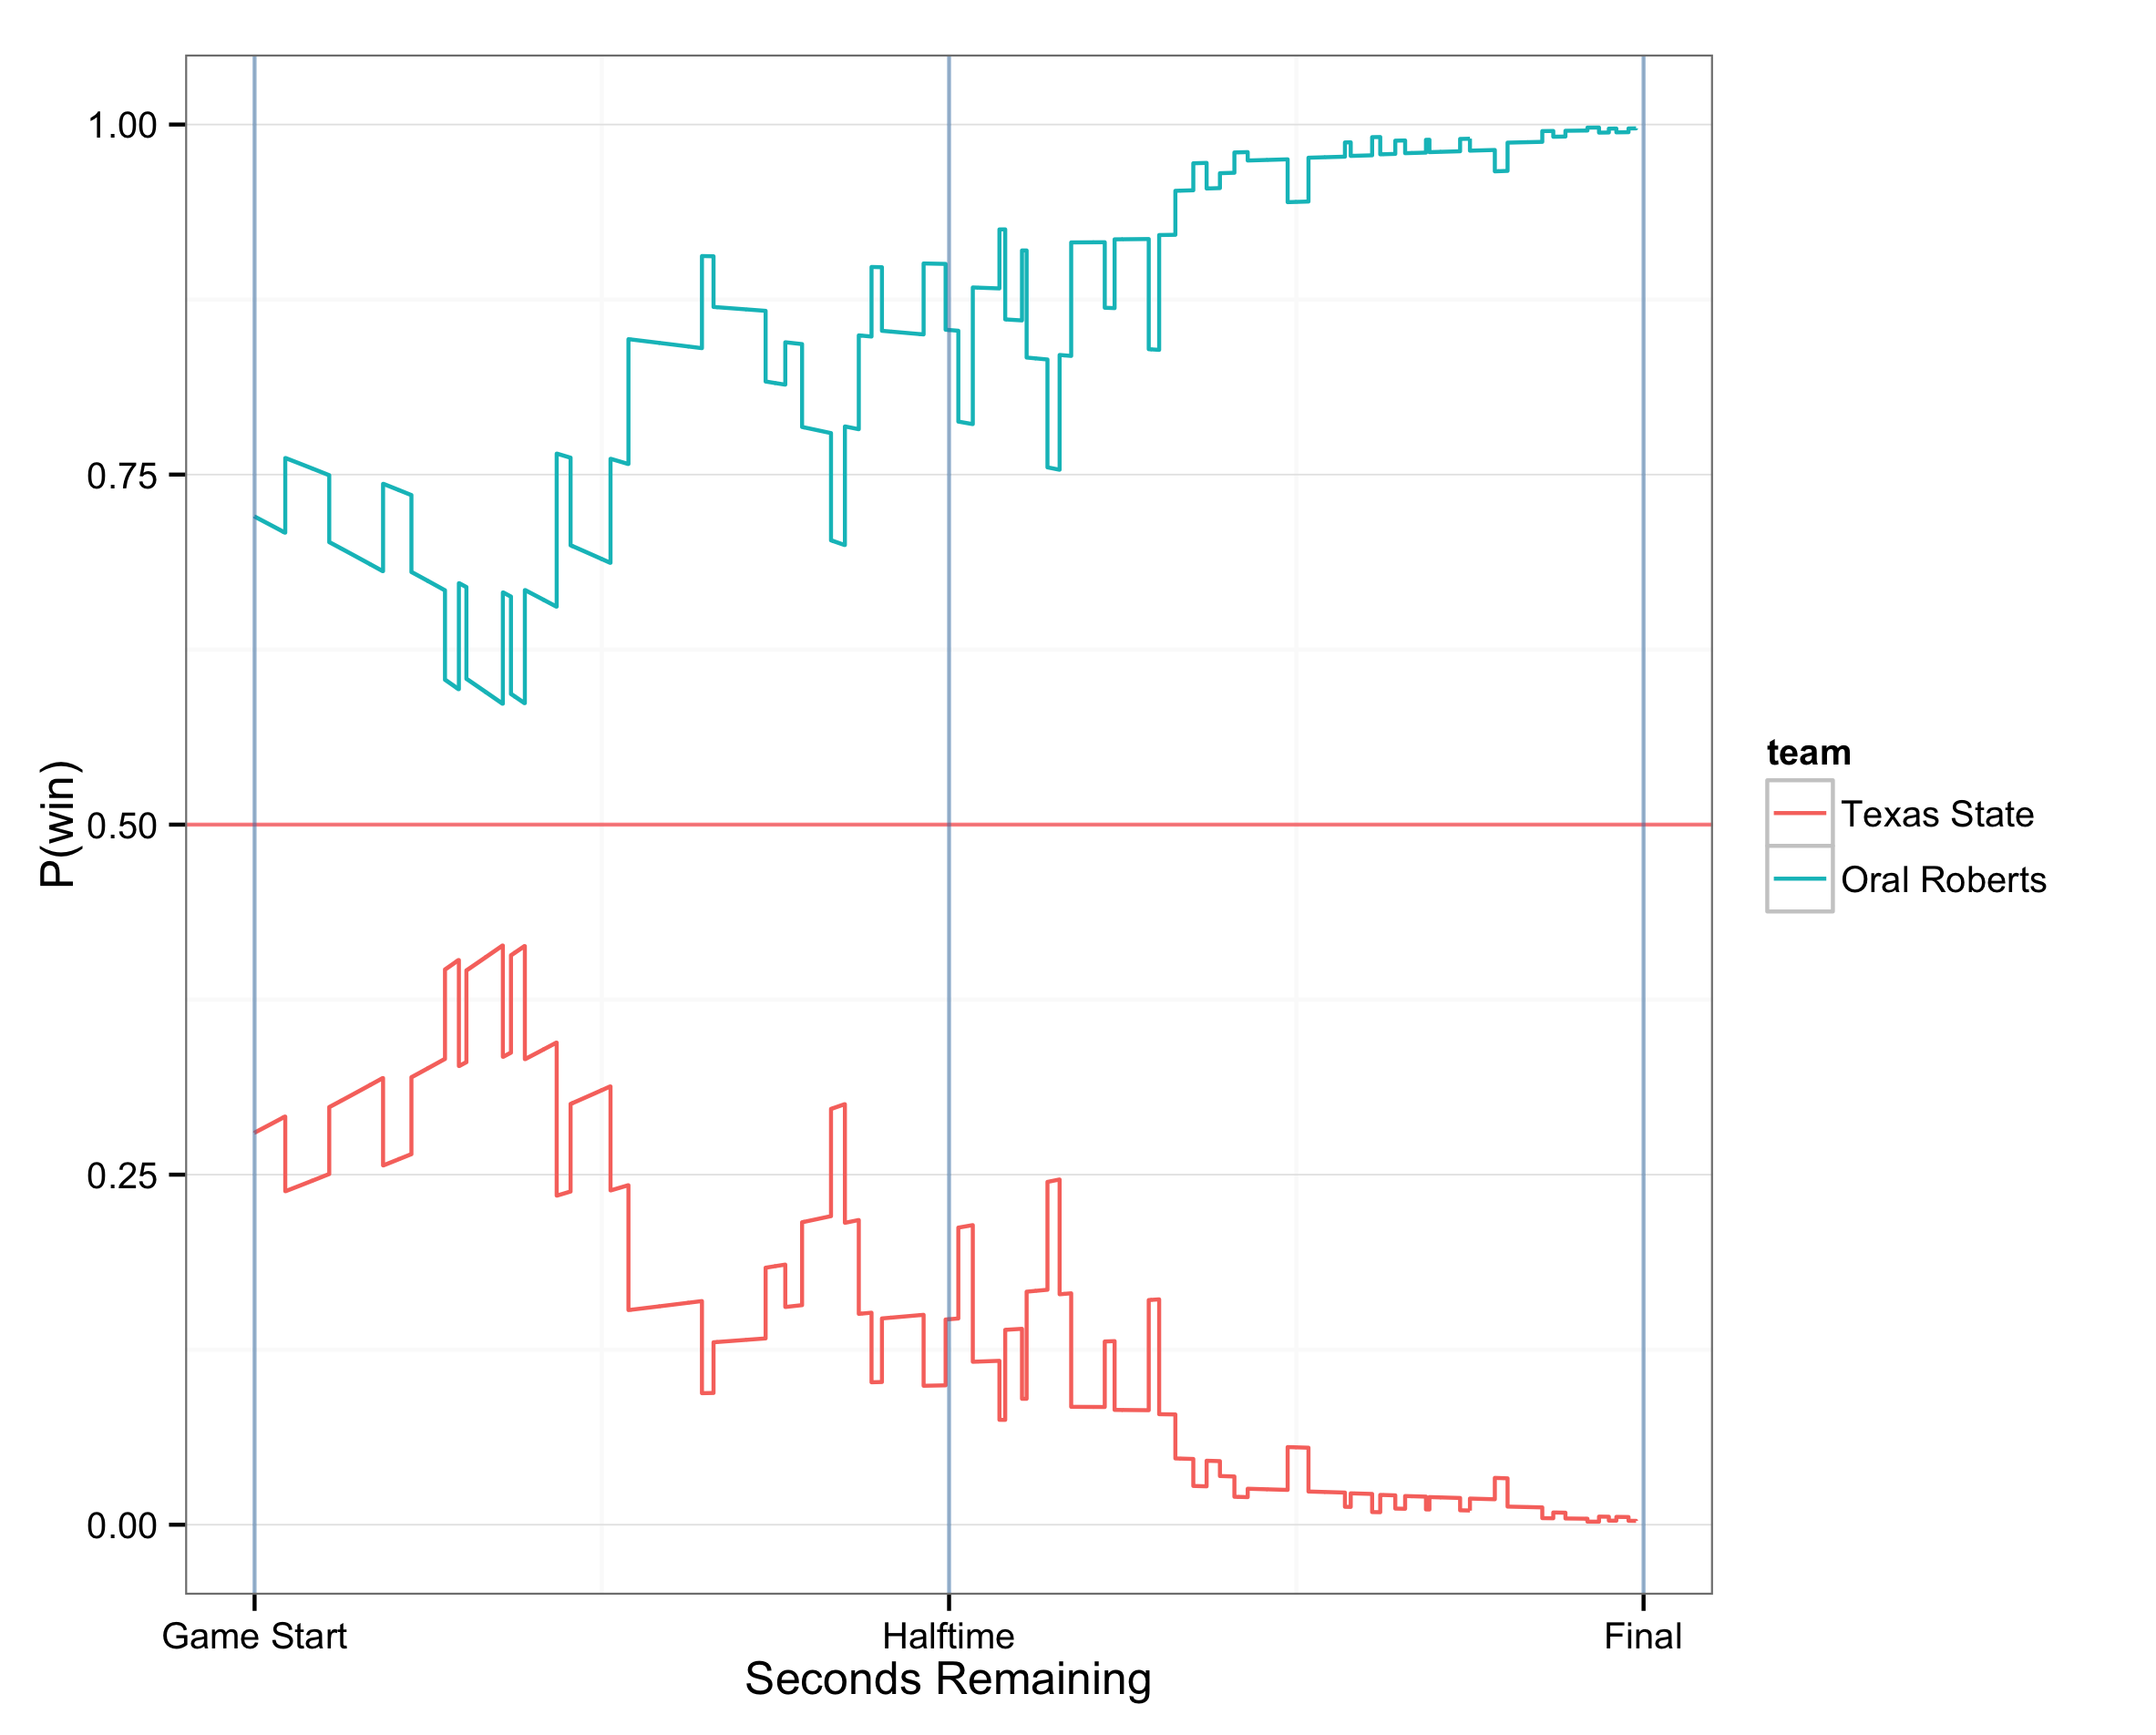 P(win)
1.00
0.75
0.50
0.25
0.00
Game Start
Halftime
Final
Seconds Remaining
team
Texas State
Oral Roberts